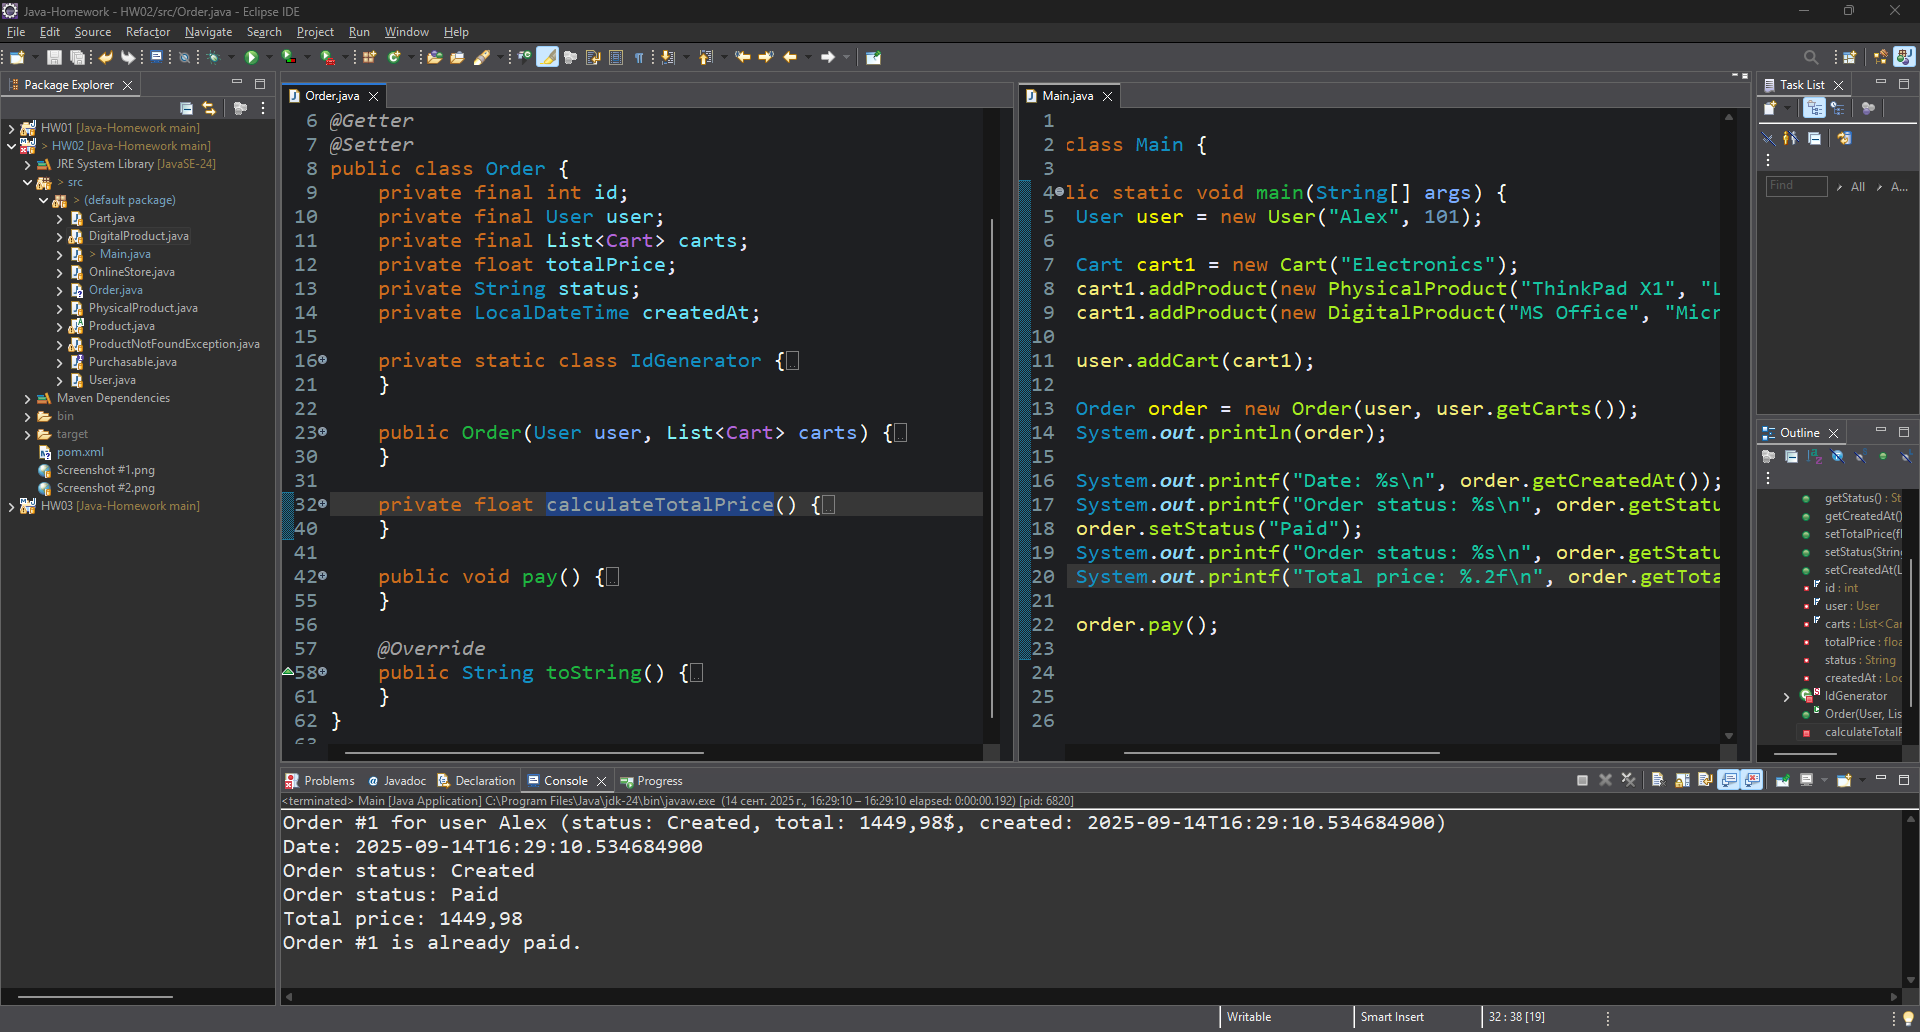 Java-Homework - HW02/src/Order.java - Eclipse IDE
File Edit Source Refactor Navigate Search Project Run Window Help
Package Explorer
HW01 [Java-Homework main]
> HW02 [Java-Homework main]
JRE System Library [JavaSE-24]
> src
> (default package)
Cart.java
DigitalProduct.java
> Main.java
OnlineStore.java
Order.java
PhysicalProduct.java
Product.java
ProductNotFoundException.java
Purchasable.java
User.java
Maven Dependencies
bin
target
pom.xml
Screenshot #1.png
Screenshot #2.png
HW03 [Java-Homework main]
Order.java
6 @Getter
7 @Setter
8 public class Order {
9 private final int id;
10 private final User user;
11 private final List<Cart> carts;
12 private float totalPrice;
13 private String status;
14 private LocalDateTime createdAt;
15
16 private static class IdGenerator {
21 }
22
23 public Order(User user, List<Cart> carts) {
30 }
31
32 private float calculateTotalPrice() {
40 }
41
42 public void pay() {
55 }
56
57 @Override
58 public String toString() {
61 }
62 }
63
Main.java
1
2 class Main {
3
4 lic static void main(String[] args) {
5 User user = new User("Alex", 101);
6
7 Cart cart1 = new Cart("Electronics");
8 cart1.addProduct(new PhysicalProduct("ThinkPad X1", "L
9 cart1.addProduct(new DigitalProduct("MS Office", "Micr
10
11 user.addCart(cart1);
12
13 Order order = new Order(user, user.getCarts());
14 System.out.println(order);
15
16 System.out.printf("Date: %s\n", order.getCreatedAt());
17 System.out.printf("Order status: %s\n", order.getStatu
18 order.setStatus("Paid");
19 System.out.printf("Order status: %s\n", order.getStatu
20 System.out.printf("Total price: %.2f\n", order.getTota
21
22 order.pay();
23
24
25
26
Task List
Find
All
A...
Outline
getStatus() : St
getCreatedAt()
setTotalPrice(fl
setStatus(String
setCreatedAt(L
id : int
user : User
carts : List<Car
totalPrice : floa
status : String
createdAt : Loc
IdGenerator
Order(User, Lis
calculateTotalP
Problems Javadoc Declaration Console Progress
<terminated> Main [Java Application] C:\Program Files\Java\jdk-24\bin\javaw.exe (14 сент. 2025 г., 16:29:10 – 16:29:10 elapsed: 0:00:00.192) [pid: 6820]
Order #1 for user Alex (status: Created, total: 1449,98$, created: 2025-09-14T16:29:10.534684900)
Date: 2025-09-14T16:29:10.534684900
Order status: Created
Order status: Paid
Total price: 1449,98
Order #1 is already paid.
Writable
Smart Insert
32 : 38 [19]